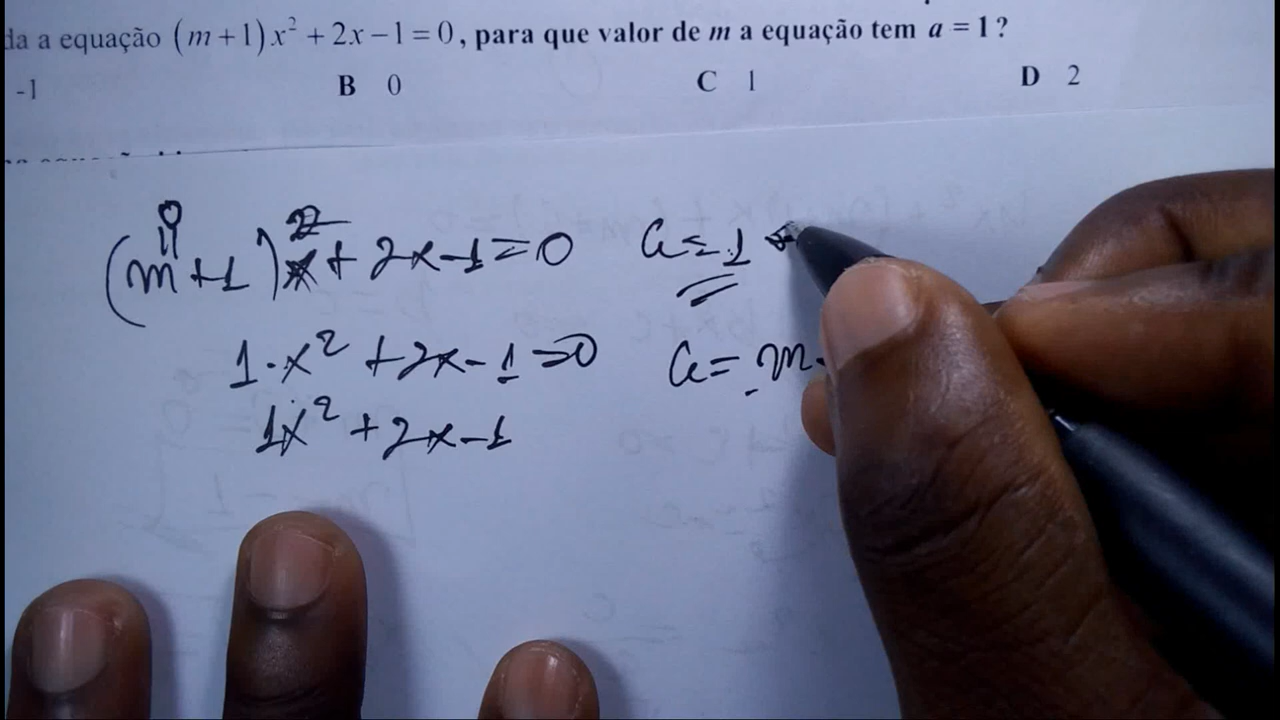 da a equação (m+1)x² + 2x − 1 = 0, para que valor de m a equação tem a = 1?
-1 B 0 C 1 D 2
0
(m+1)x² + 2x-1=0 a=1
1·x² + 2x-1=0 a= m
1x² + 2x-1